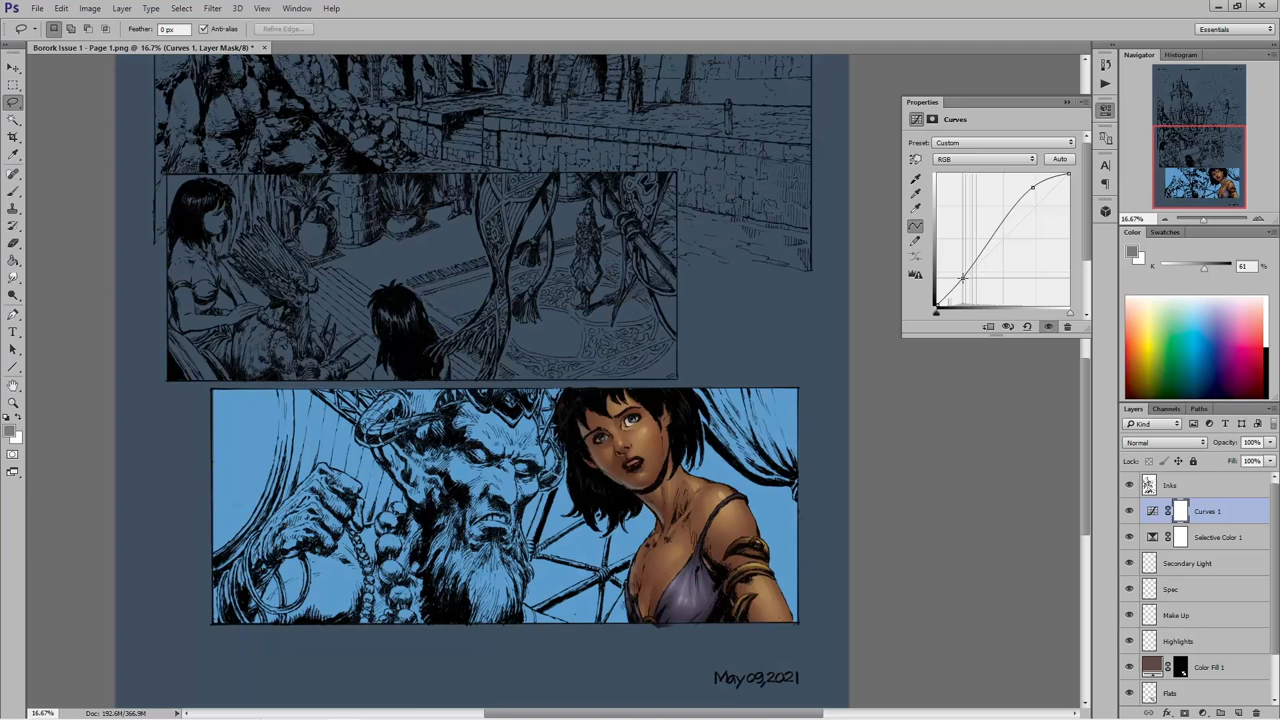 Ps File Edit Image Layer Type Select Filter 3D View Window Help
Feather: 0 px Anti-alias Refine Edge... Essentials
Borork Issue 1 - Page 1.png @ 16.7% (Curves 1, Layer Mask/8) * ×
Navigator Histogram
Properties
Curves
Preset: Custom
RGB Auto
16.67%
Color Swatches
K 61 %
Layers Channels Paths
Kind
Normal Opacity: 100%
Lock: Fill: 100%
Inks
Curves 1
Selective Color 1
Secondary Light
Spec
Make Up
Highlights
Color Fill 1
Flats
May 09, 2021
16.67% Doc: 192.6M/366.9M